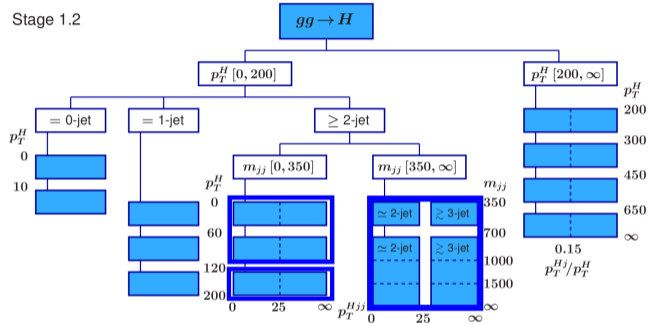 Stage 1.2
gg → H
p_T^H [0, 200]
p_T^H [200, ∞]
= 0-jet
= 1-jet
≥ 2-jet
m_jj [0, 350]
m_jj [350, ∞]
p_T^H
0
10
p_T^H
0
60
120
200
0 25 ∞
p_T^Hjj
m_jj
350
700
1000
1500
∞
≃ 2-jet
≳ 3-jet
≃ 2-jet
≳ 3-jet
0 25 ∞
p_T^H
200
300
450
650
∞
0.15
p_T^Hj/p_T^H